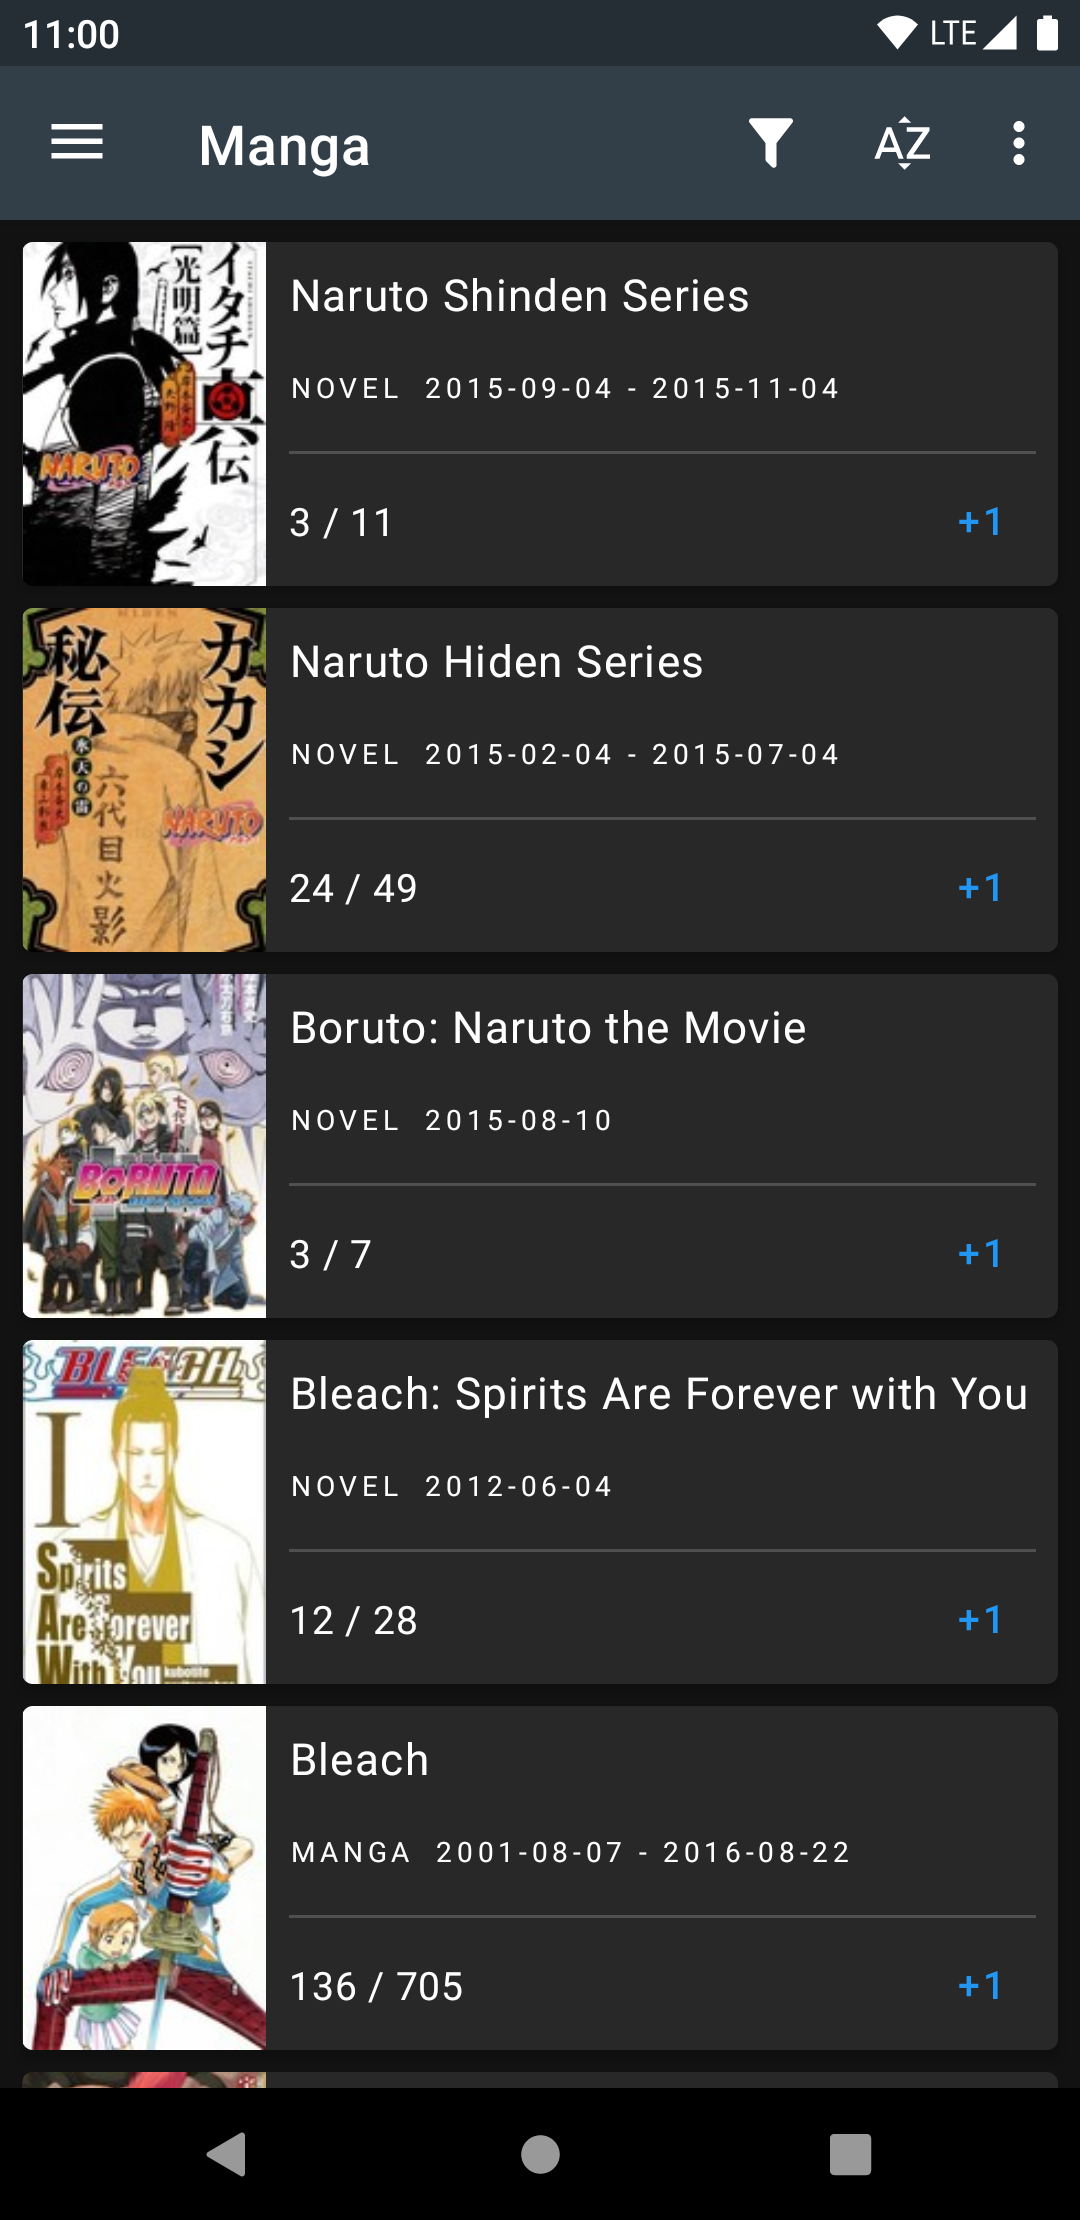 11:00
LTE
Manga
AZ
イタチ真伝
[光明篇]
NARUTO
Naruto Shinden Series
NOVEL 2015-09-04 - 2015-11-04
3 / 11
+1
カカシ
秘伝
氷天の雷
六代目火影
NARUTO
Naruto Hiden Series
NOVEL 2015-02-04 - 2015-07-04
24 / 49
+1
BORUTO
Boruto: Naruto the Movie
NOVEL 2015-08-10
3 / 7
+1
BLEACH
I
Spirits
Are Forever
With You
Bleach: Spirits Are Forever with You
NOVEL 2012-06-04
12 / 28
+1
Bleach
MANGA 2001-08-07 - 2016-08-22
136 / 705
+1